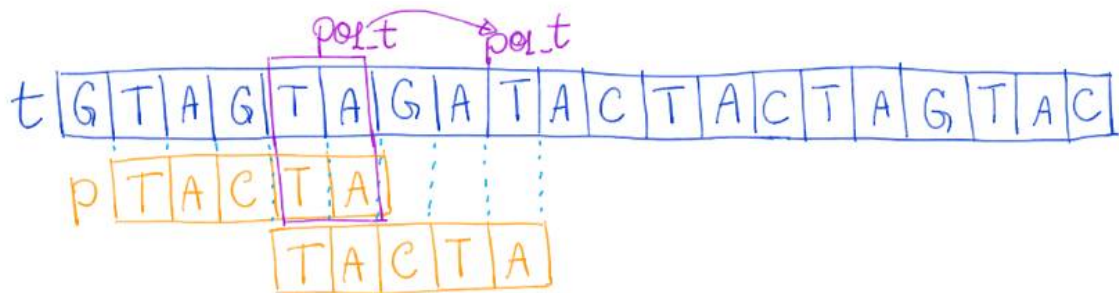 pos_t pos_t
t G T A G T A G A T A C T A C T A G T A C
p T A C T A
T A C T A